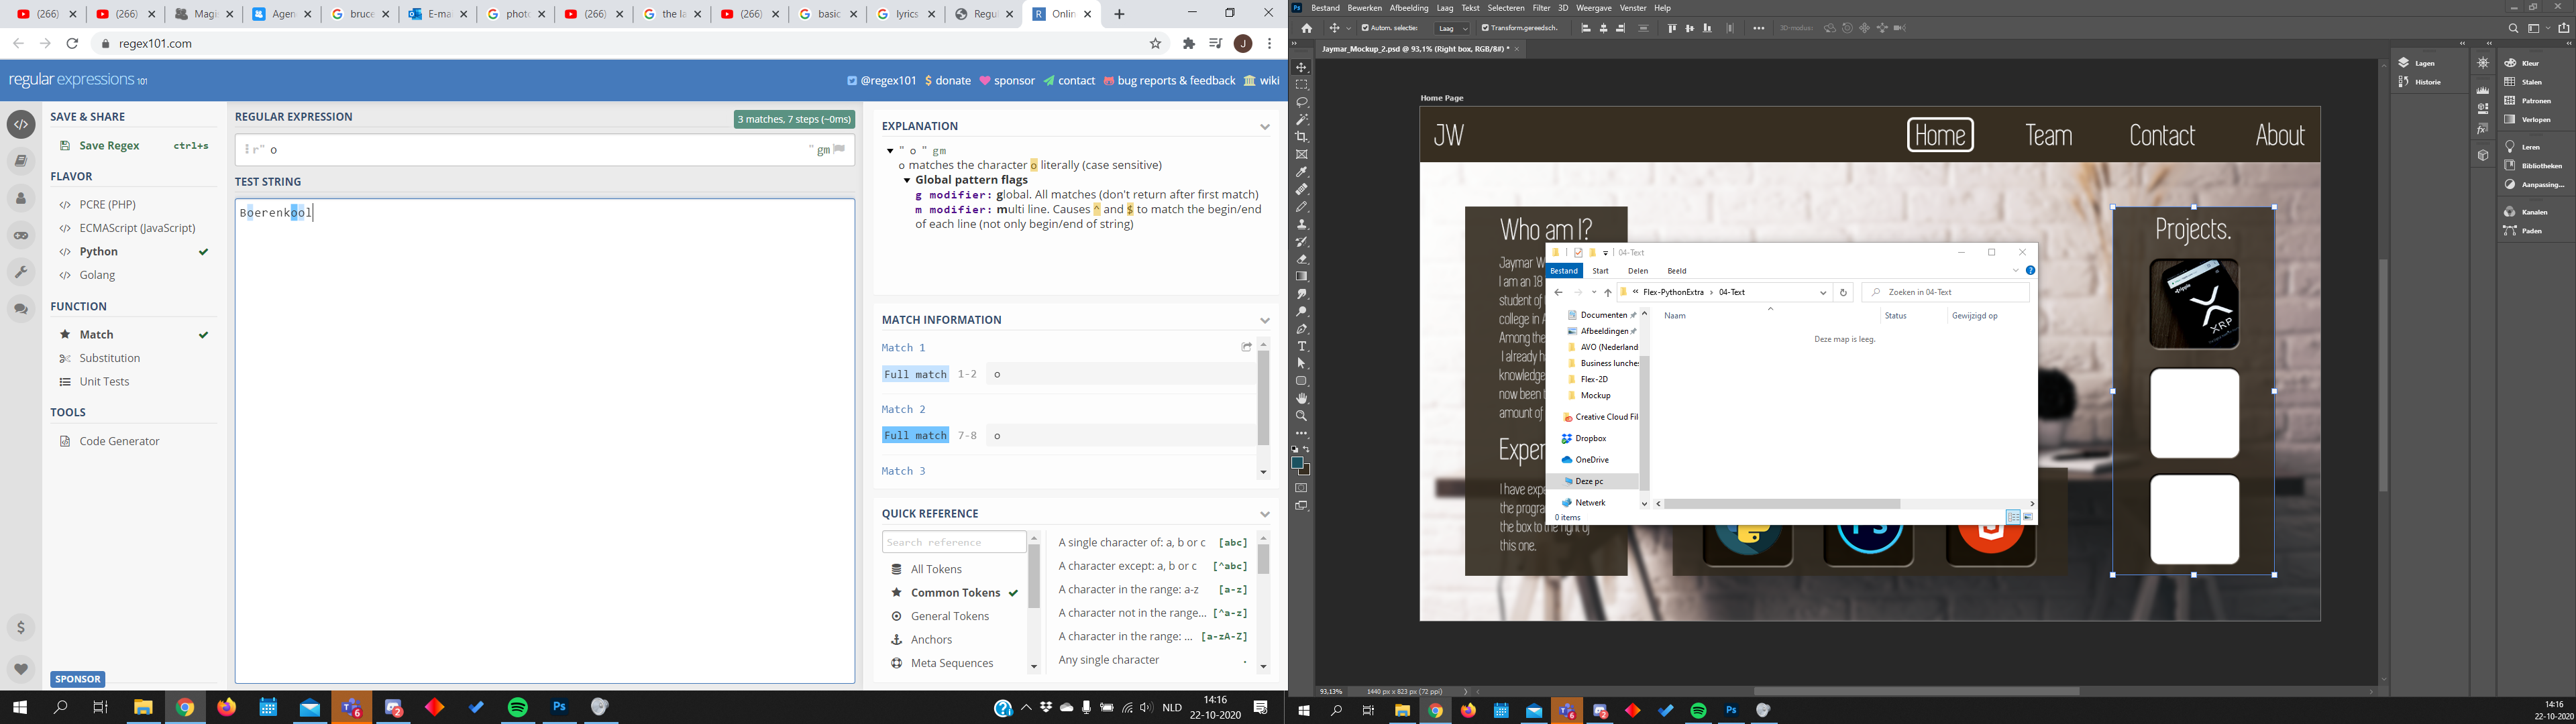 (266)
(266)
Magis
Agen
bruce
E-ma
photo
(266)
the la
(266)
basic
lyrics
Regul
Onlin
regex101.com
regular expressions 101
@regex101
donate
sponsor
contact
bug reports & feedback
wiki
SAVE & SHARE
Save Regex ctrl+s
FLAVOR
PCRE (PHP)
ECMAScript (JavaScript)
Python
Golang
FUNCTION
Match
Substitution
Unit Tests
TOOLS
Code Generator
SPONSOR
REGULAR EXPRESSION
3 matches, 7 steps (~0ms)
r" o " gm
TEST STRING
Boerenkool
EXPLANATION
" o " gm
o matches the character o literally (case sensitive)
Global pattern flags
g modifier: global. All matches (don't return after first match)
m modifier: multi line. Causes ^ and $ to match the begin/end
of each line (not only begin/end of string)
MATCH INFORMATION
Match 1
Full match 1-2 o
Match 2
Full match 7-8 o
Match 3
QUICK REFERENCE
Search reference
All Tokens
Common Tokens
General Tokens
Anchors
Meta Sequences
A single character of: a, b or c [abc]
A character except: a, b or c [^abc]
A character in the range: a-z [a-z]
A character not in the range... [^a-z]
A character in the range: ... [a-zA-Z]
Any single character .
NLD
14:16
22-10-2020
Ps
Bestand Bewerken Afbeelding Laag Tekst Selecteren Filter 3D Weergave Venster Help
Autom. selectie: Laag Transform.gereedsch. 3D-modus:
Jaymar_Mockup_2.psd @ 93,1% (Right box, RGB/8#) *
Home Page
JW
Home Team Contact About
Who am I?
Jaymar W
I am an 18
student of
college in A
Among the
I already h
knowledge
now been
amount of
Exper
I have exp
the progra
the box to the right of
this one.
Projects.
XRP
04-Text
Bestand Start Delen Beeld
Flex-PythonExtra > 04-Text
Zoeken in 04-Text
Documenten
Afbeeldingen
AVO (Nederland
Business lunches
Flex-2D
Mockup
Creative Cloud Fil
Dropbox
OneDrive
Deze pc
Netwerk
Naam Status Gewijzigd op
Deze map is leeg.
0 items
Lagen
Historie
Kleur
Stalen
Patronen
Verlopen
Leren
Bibliotheken
Aanpassing...
Kanalen
Paden
93,13% 1440 px x 823 px (72 ppi)
14:16
22-10-2020